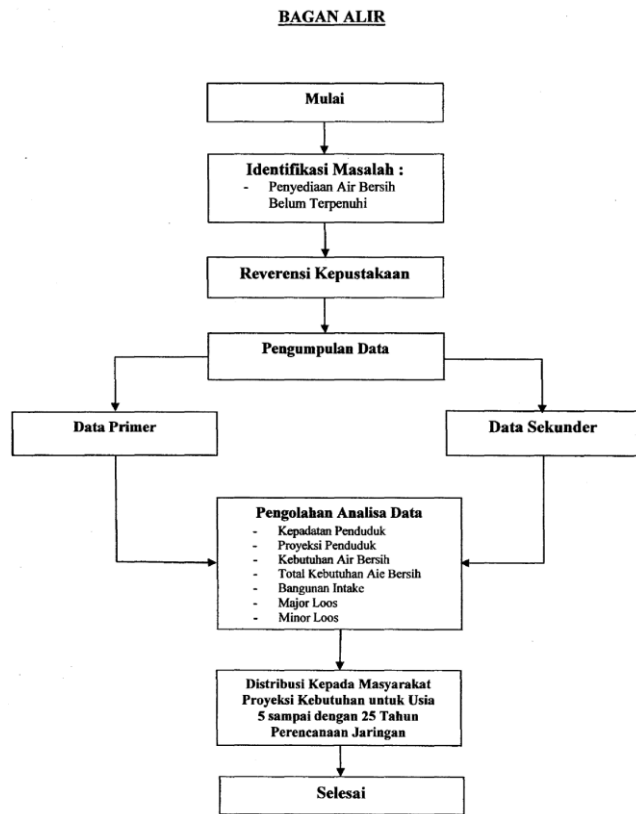 BAGAN ALIR
Mulai
Identifikasi Masalah :
- Penyediaan Air Bersih
Belum Terpenuhi
Reverensi Kepustakaan
Pengumpulan Data
Data Primer
Data Sekunder
Pengolahan Analisa Data
- Kepadatan Penduduk
- Proyeksi Penduduk
- Kebutuhan Air Bersih
- Total Kebutuhan Aie Bersih
- Bangunan Intake
- Major Loos
- Minor Loos
Distribusi Kepada Masyarakat
Proyeksi Kebutuhan untuk Usia
5 sampai dengan 25 Tahun
Perencanaan Jaringan
Selesai